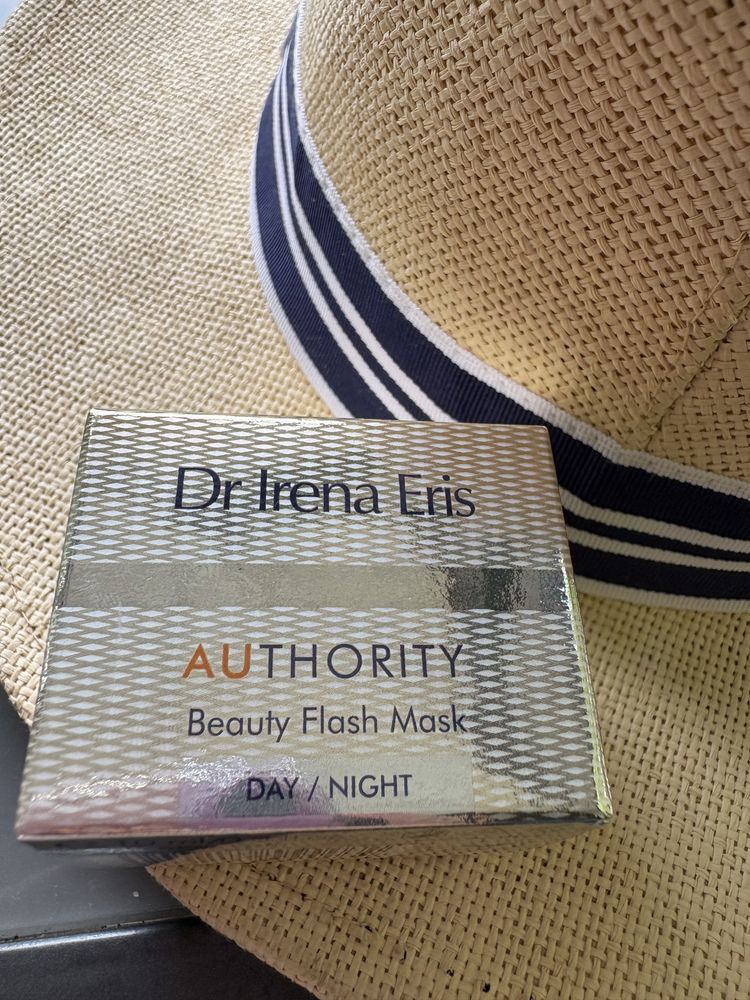 Dr Irena Eris
AUTHORITY
Beauty Flash Mask
DAY / NIGHT